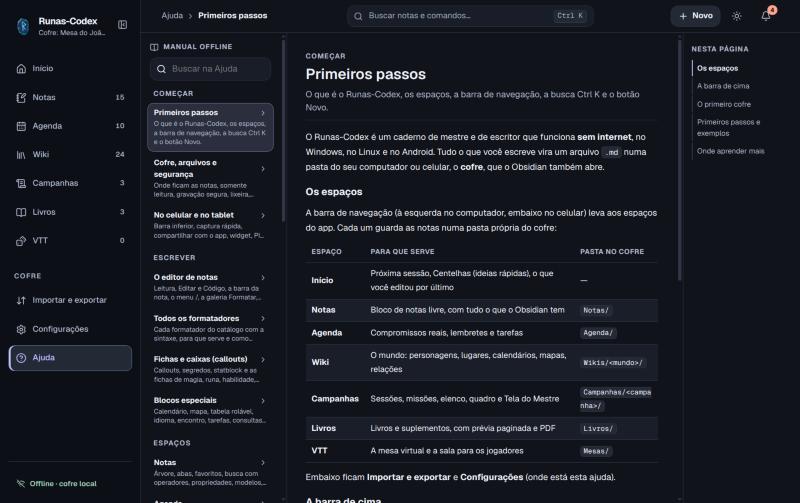 Runas-Codex
Cofre: Mesa do Joã…
Início
Notas 15
Agenda 10
Wiki 24
Campanhas 3
Livros 3
VTT 0
COFRE
Importar e exportar
Configurações
Ajuda
Offline · cofre local
Ajuda > Primeiros passos
Buscar notas e comandos… Ctrl K
+ Novo
4
MANUAL OFFLINE
Buscar na Ajuda
COMEÇAR
Primeiros passos
O que é o Runas-Codex, os espaços,
a barra de navegação, a busca Ctrl K
e o botão Novo.
Cofre, arquivos e
segurança
Onde ficam as notas, somente
leitura, gravação segura, lixeira,…
No celular e no tablet
Barra inferior, captura rápida,
compartilhar com o app, widget, PI…
ESCREVER
O editor de notas
Leitura, Editar e Código, a barra da
nota, o menu /, a galeria Formatar,…
Todos os formatadores
Cada formatador do catálogo com a
sintaxe, para que serve e como…
Fichas e caixas (callouts)
Callouts, segredos, statblock e as
fichas de magia, runa, habilidade,…
Blocos especiais
Calendário, mapa, tabela rolável,
idioma, encontro, tarefas, consultas…
ESPAÇOS
Notas
Árvore, abas, favoritos, busca com
operadores, propriedades, modelos,…
Agenda
COMEÇAR
Primeiros passos
O que é o Runas-Codex, os espaços, a barra de navegação, a busca Ctrl K e o botão
Novo.
O Runas-Codex é um caderno de mestre e de escritor que funciona sem internet, no
Windows, no Linux e no Android. Tudo o que você escreve vira um arquivo .md numa
pasta do seu computador ou celular, o cofre, que o Obsidian também abre.
Os espaços
A barra de navegação (à esquerda no computador, embaixo no celular) leva aos espaços
do app. Cada um guarda as notas numa pasta própria do cofre:
ESPAÇO PARA QUE SERVE PASTA NO COFRE
Início Próxima sessão, Centelhas (ideias rápidas), o que
você editou por último —
Notas Bloco de notas livre, com tudo o que o Obsidian tem Notas/
Agenda Compromissos reais, lembretes e tarefas Agenda/
Wiki O mundo: personagens, lugares, calendários, mapas,
relações Wikis/<mundo>/
Campanhas Sessões, missões, elenco, quadro e Tela do Mestre Campanhas/<campa
nha>/
Livros Livros e suplementos, com prévia paginada e PDF Livros/
VTT A mesa virtual e a sala para os jogadores Mesas/
Embaixo ficam Importar e exportar e Configurações (onde está esta ajuda).
A barra de cima
NESTA PÁGINA
Os espaços
A barra de cima
O primeiro cofre
Primeiros passos e
exemplos
Onde aprender mais